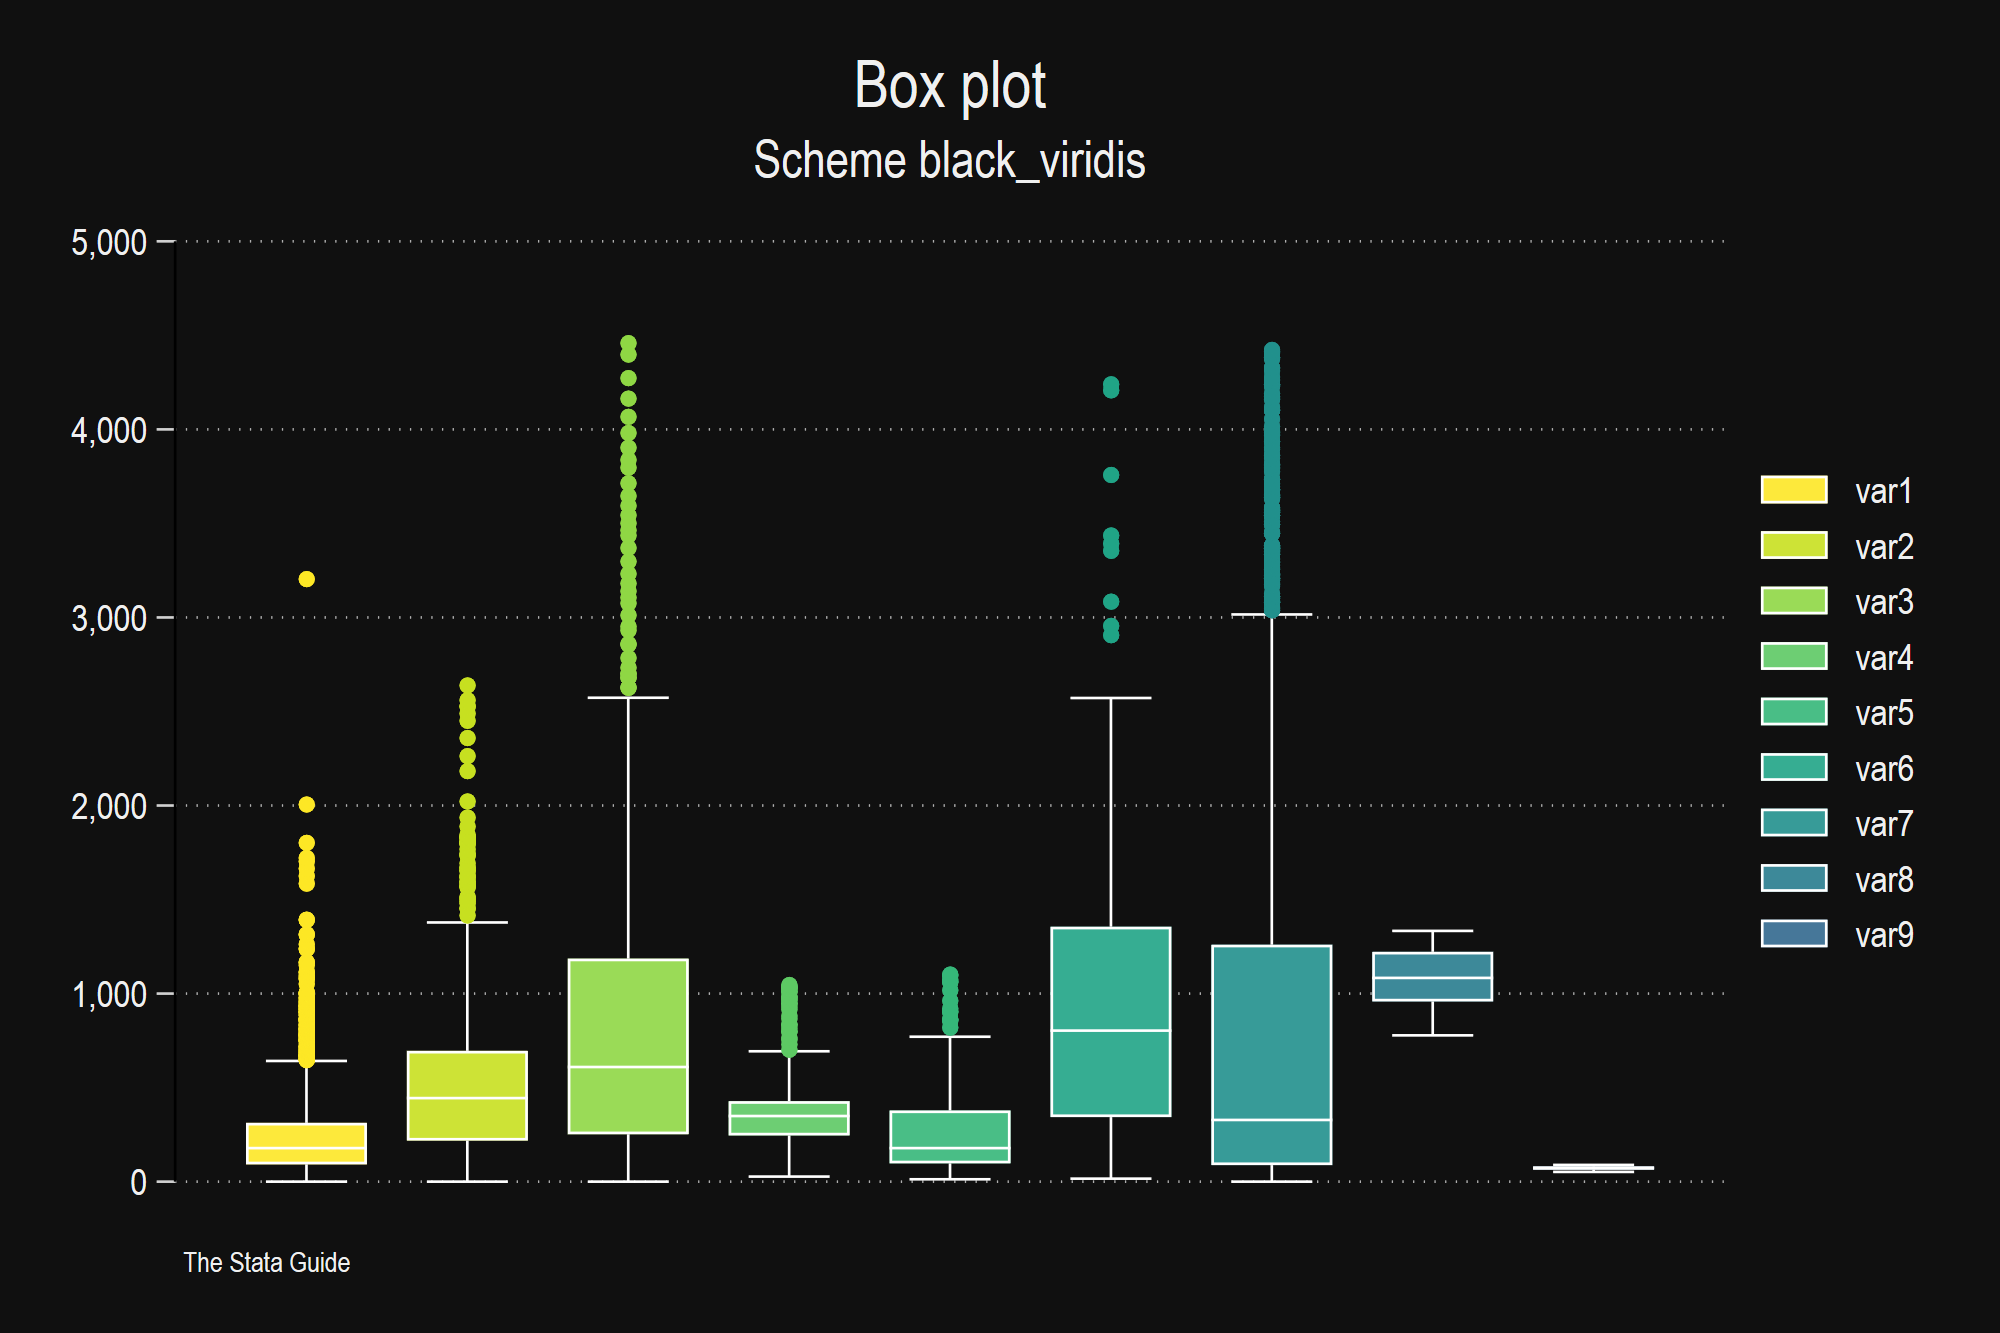 Box plot
Scheme black_viridis
5,000
4,000
3,000
2,000
1,000
0
var1
var2
var3
var4
var5
var6
var7
var8
var9
The Stata Guide